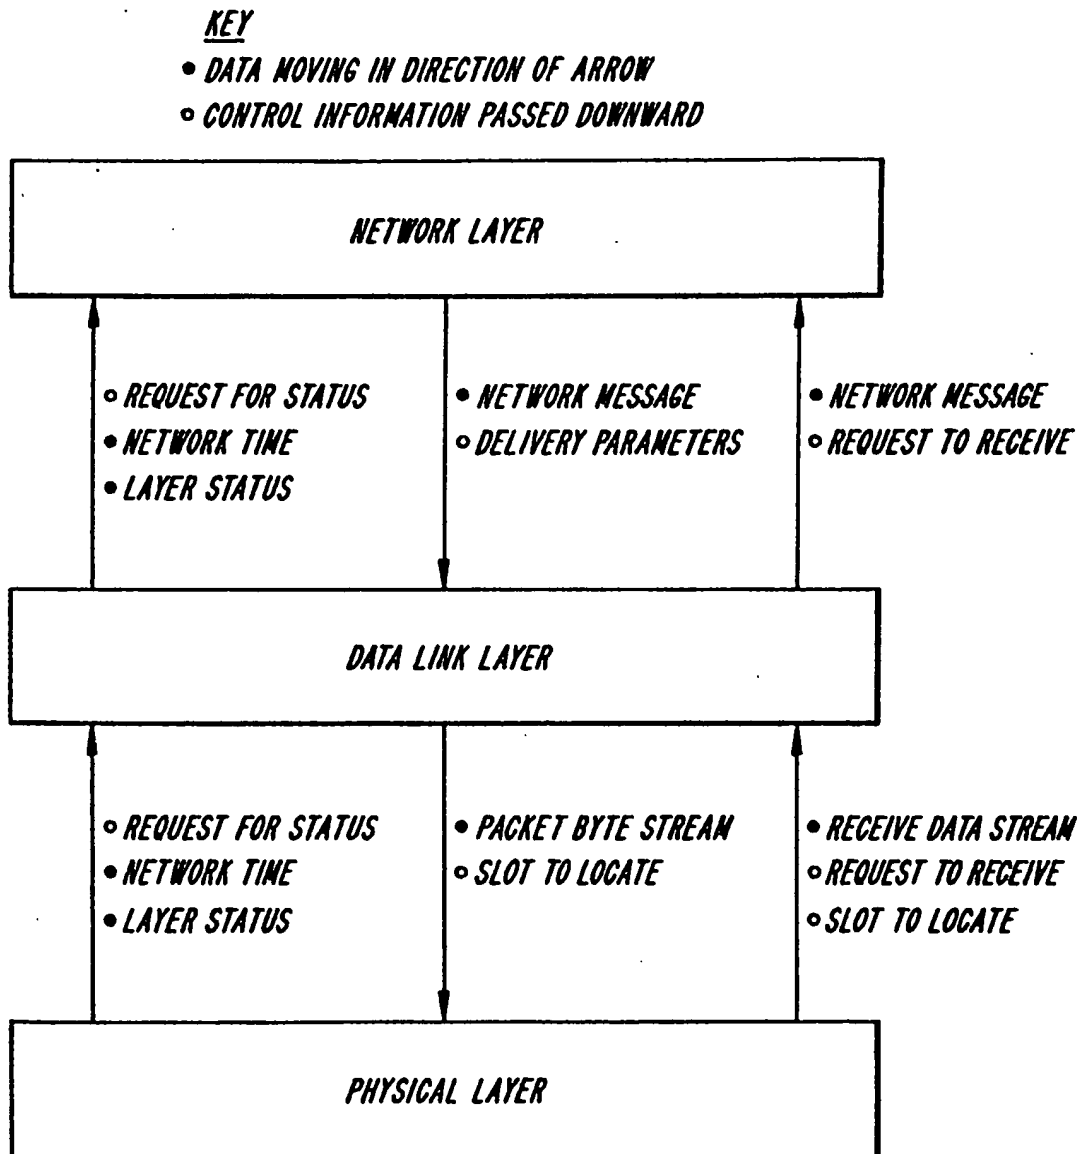 KEY
• DATA MOVING IN DIRECTION OF ARROW
o CONTROL INFORMATION PASSED DOWNWARD
NETWORK LAYER
o REQUEST FOR STATUS
• NETWORK TIME
• LAYER STATUS
• NETWORK MESSAGE
o DELIVERY PARAMETERS
• NETWORK MESSAGE
o REQUEST TO RECEIVE
DATA LINK LAYER
o REQUEST FOR STATUS
• NETWORK TIME
• LAYER STATUS
• PACKET BYTE STREAM
o SLOT TO LOCATE
• RECEIVE DATA STREAM
o REQUEST TO RECEIVE
o SLOT TO LOCATE
PHYSICAL LAYER